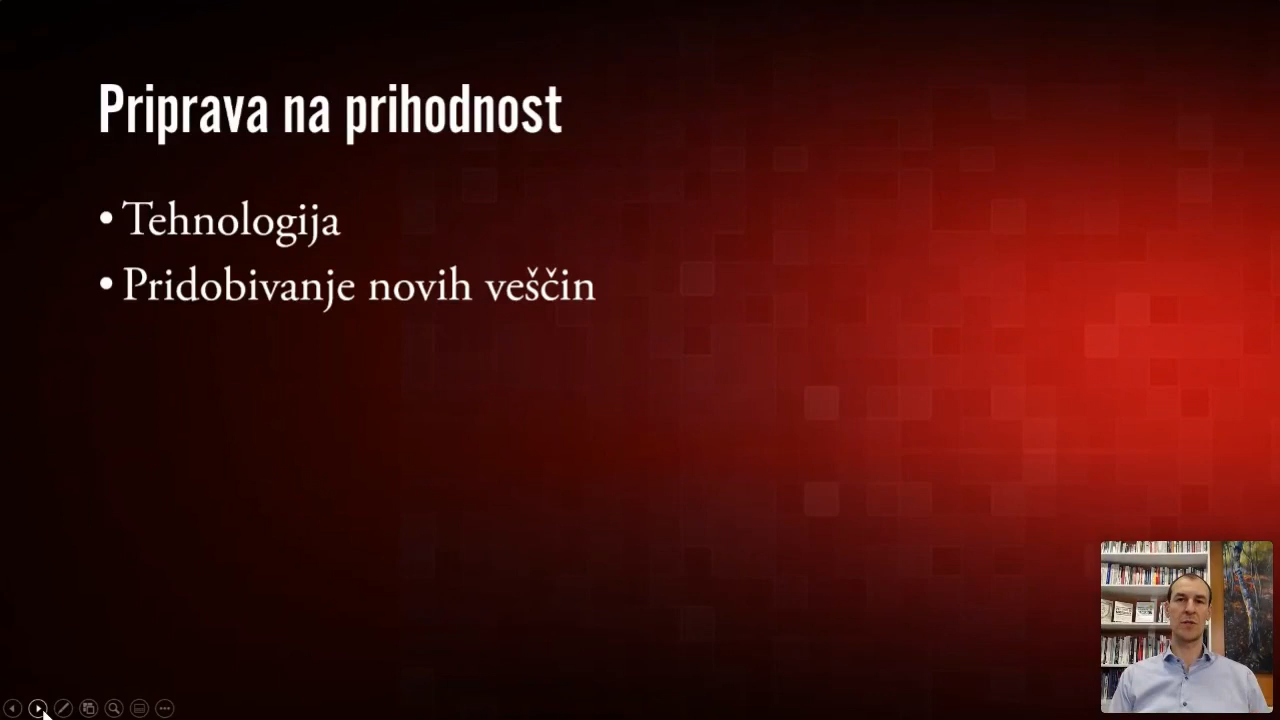 Priprava na prihodnost
• Tehnologija
• Pridobivanje novih veščin